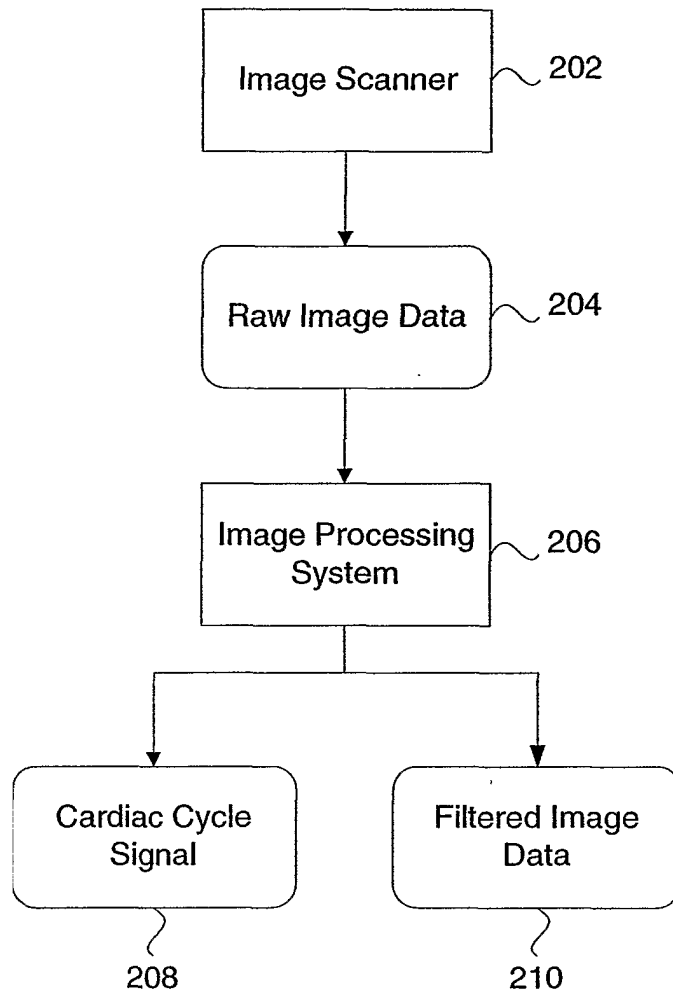 Image Scanner
202
Raw Image Data
204
Image Processing
System
206
Cardiac Cycle
Signal
208
Filtered Image
Data
210